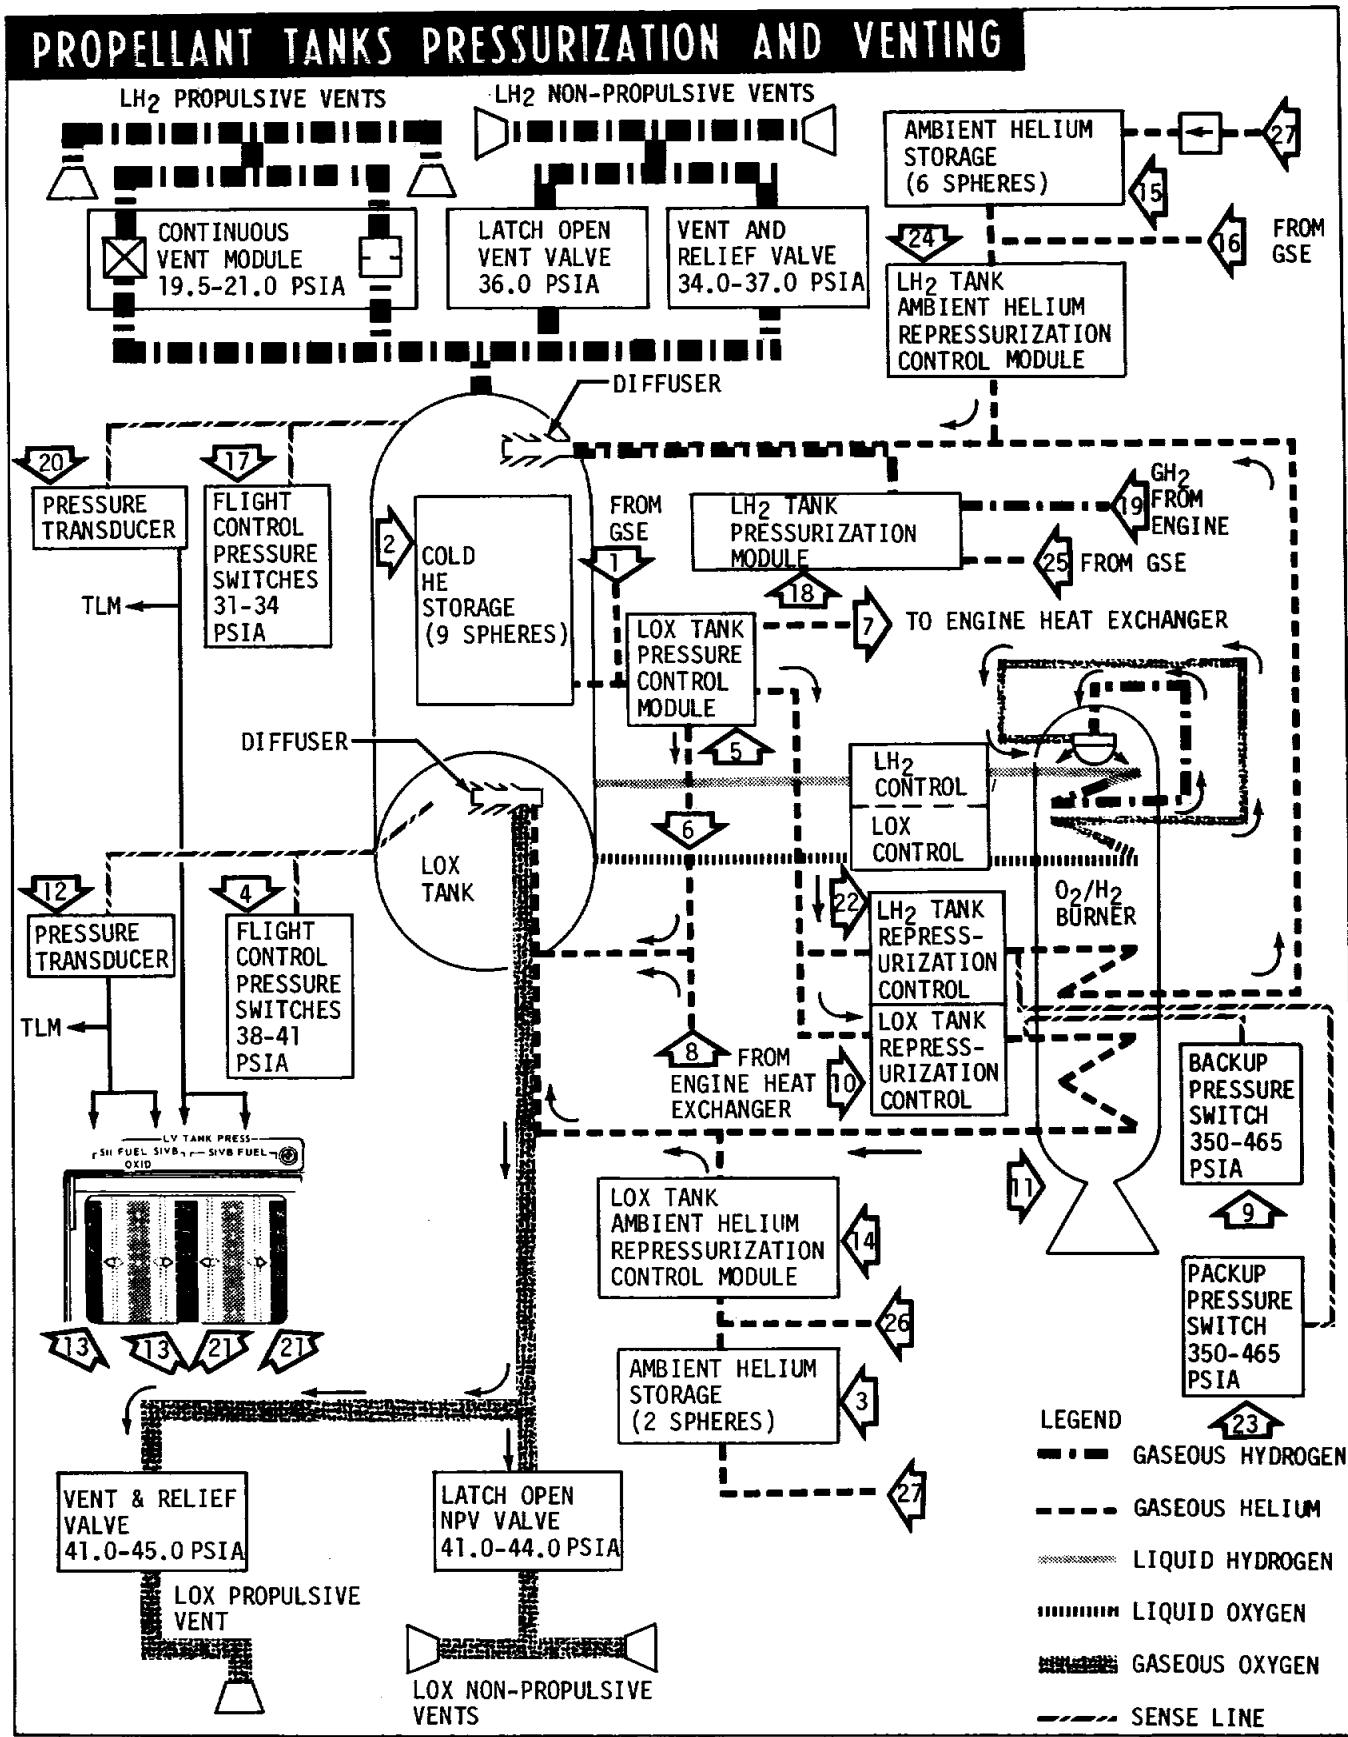 PROPELLANT TANKS PRESSURIZATION AND VENTING
LH2 PROPULSIVE VENTS
LH2 NON-PROPULSIVE VENTS
CONTINUOUS
VENT MODULE
19.5-21.0 PSIA
LATCH OPEN
VENT VALVE
36.0 PSIA
VENT AND
RELIEF VALVE
34.0-37.0 PSIA
AMBIENT HELIUM
STORAGE
(6 SPHERES)
27
15
24
16
FROM
GSE
LH2 TANK
AMBIENT HELIUM
REPRESSURIZATION
CONTROL MODULE
DIFFUSER
20
17
PRESSURE
TRANSDUCER
FLIGHT
CONTROL
PRESSURE
SWITCHES
31-34
PSIA
TLM
2
COLD
HE
STORAGE
(9 SPHERES)
FROM
GSE
1
LH2 TANK
PRESSURIZATION
MODULE
19
GH2
FROM
ENGINE
25
FROM GSE
18
7
TO ENGINE HEAT EXCHANGER
LOX TANK
PRESSURE
CONTROL
MODULE
5
DIFFUSER
6
LH2
CONTROL
LOX
CONTROL
LOX
TANK
O2/H2
BURNER
12
4
PRESSURE
TRANSDUCER
FLIGHT
CONTROL
PRESSURE
SWITCHES
38-41
PSIA
TLM
22
LH2 TANK
REPRESS-
URIZATION
CONTROL
LOX TANK
REPRESS-
URIZATION
CONTROL
8
FROM
ENGINE HEAT
EXCHANGER
10
BACKUP
PRESSURE
SWITCH
350-465
PSIA
9
11
LV TANK PRESS
SII FUEL SIVB
OXID
SIVB FUEL
13
13
21
21
LOX TANK
AMBIENT HELIUM
REPRESSURIZATION
CONTROL MODULE
14
26
AMBIENT HELIUM
STORAGE
(2 SPHERES)
3
27
PACKUP
PRESSURE
SWITCH
350-465
PSIA
23
VENT & RELIEF
VALVE
41.0-45.0 PSIA
LATCH OPEN
NPV VALVE
41.0-44.0 PSIA
LOX PROPULSIVE
VENT
LOX NON-PROPULSIVE
VENTS
LEGEND
GASEOUS HYDROGEN
GASEOUS HELIUM
LIQUID HYDROGEN
LIQUID OXYGEN
GASEOUS OXYGEN
SENSE LINE